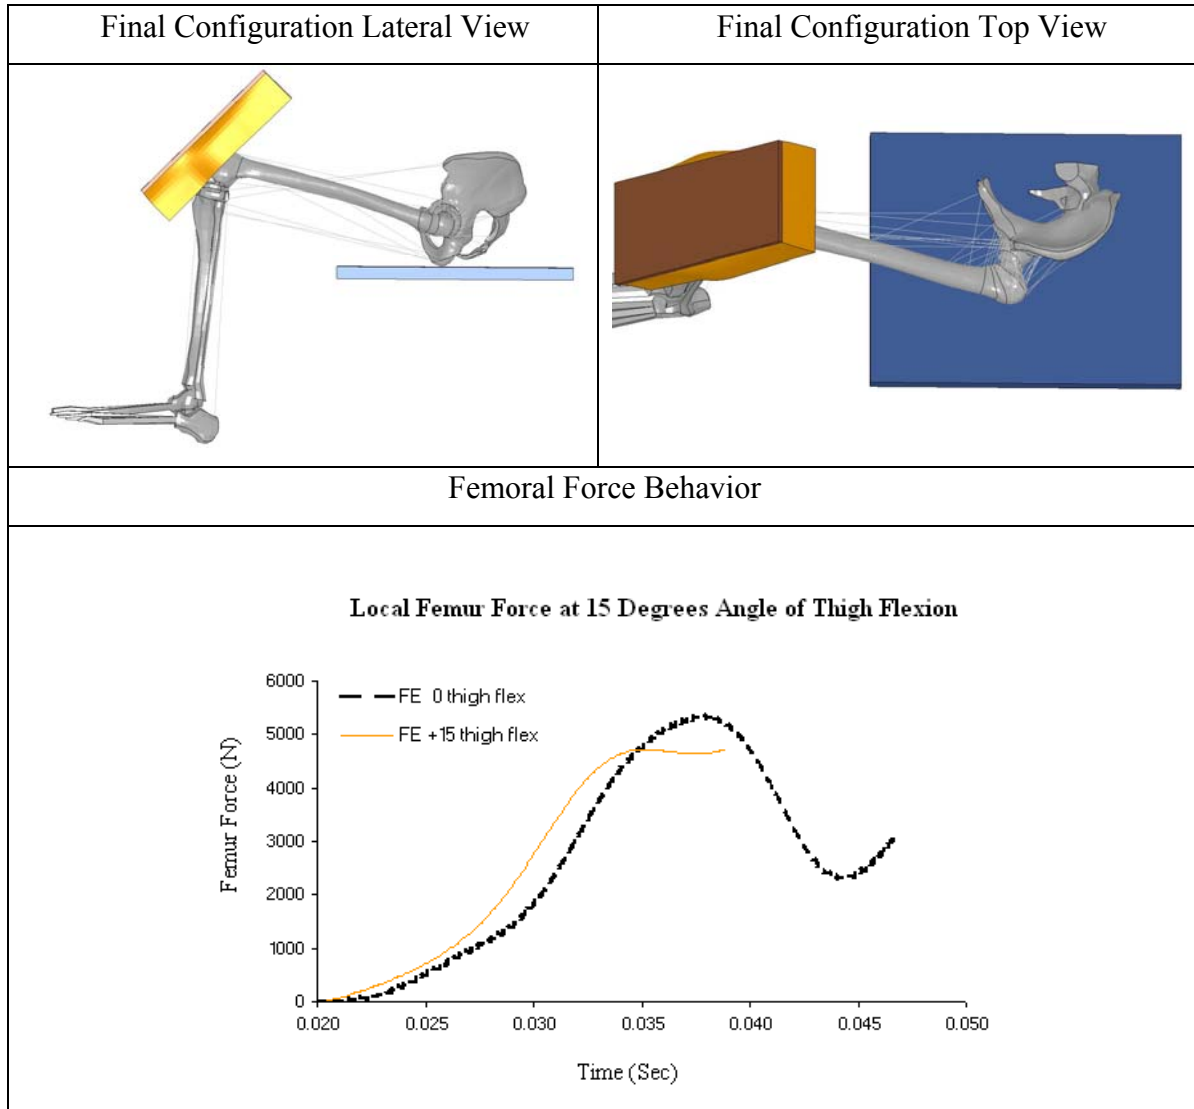 Final Configuration Lateral View
Final Configuration Top View
Femoral Force Behavior
Local Femur Force at 15 Degrees Angle of Thigh Flexion
FE 0 thigh flex
FE +15 thigh flex
Femur Force (N)
6000
5000
4000
3000
2000
1000
0
0.020 0.025 0.030 0.035 0.040 0.045 0.050
Time (Sec)